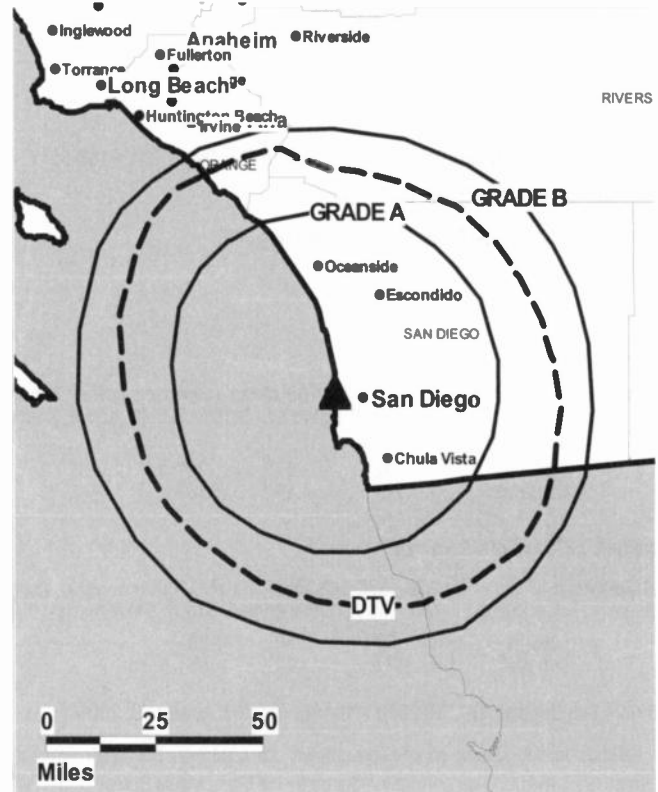 Inglewood
Anaheim
Riverside
Fullerton
Torrance
Long Beach
ge
RIVERS
Huntington Beach
Irvine
ORANGE
GRADE B
GRADE A
Oceanside
Escondido
SAN DIEGO
San Diego
Chula Vista
DTV
0 25 50
Miles